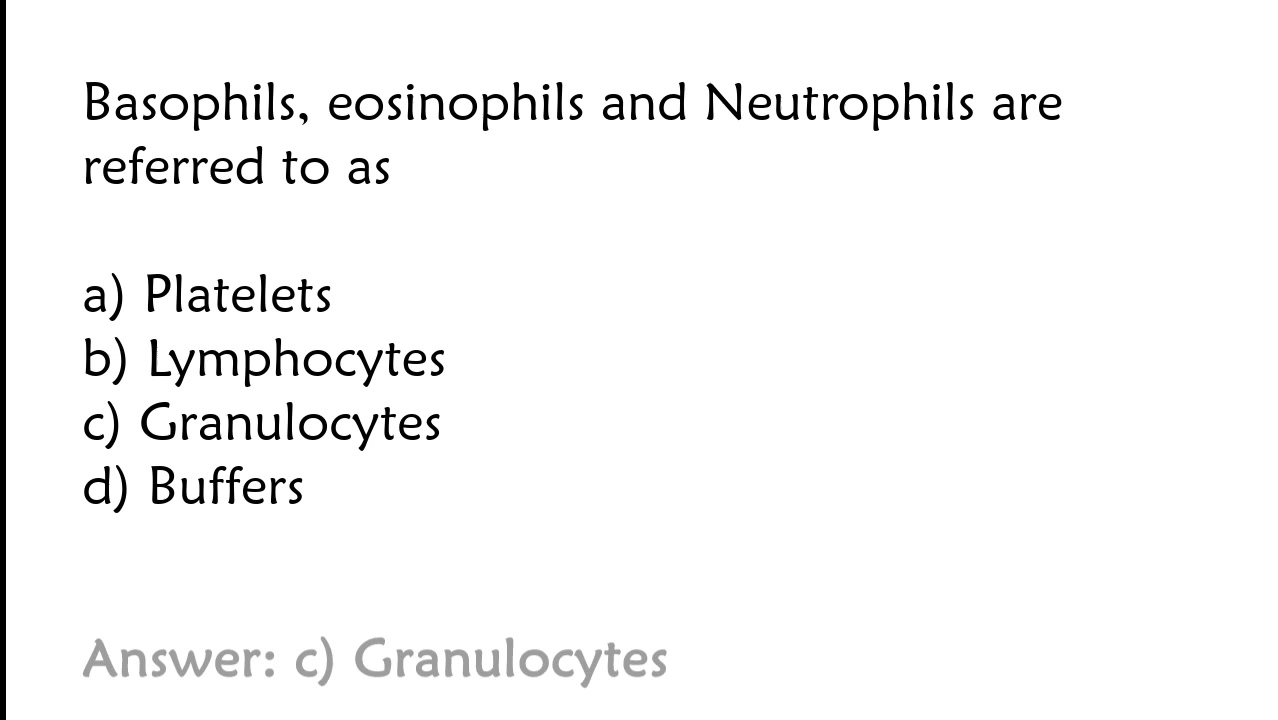 Basophils, eosinophils and Neutrophils are
referred to as
a) Platelets
b) Lymphocytes
c) Granulocytes
d) Buffers
Answer: c) Granulocytes